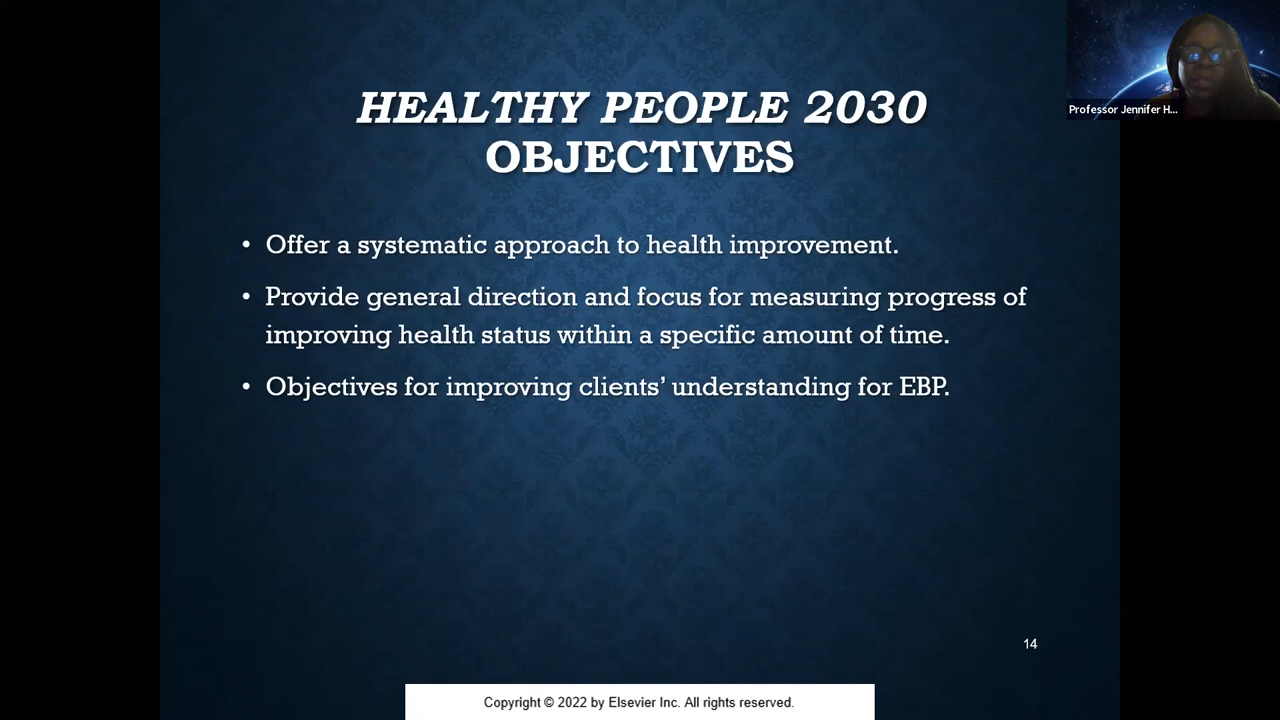 HEALTHY PEOPLE 2030
OBJECTIVES
• Offer a systematic approach to health improvement.
• Provide general direction and focus for measuring progress of
improving health status within a specific amount of time.
• Objectives for improving clients’ understanding for EBP.
14
Copyright © 2022 by Elsevier Inc. All rights reserved.
Professor Jennifer H...